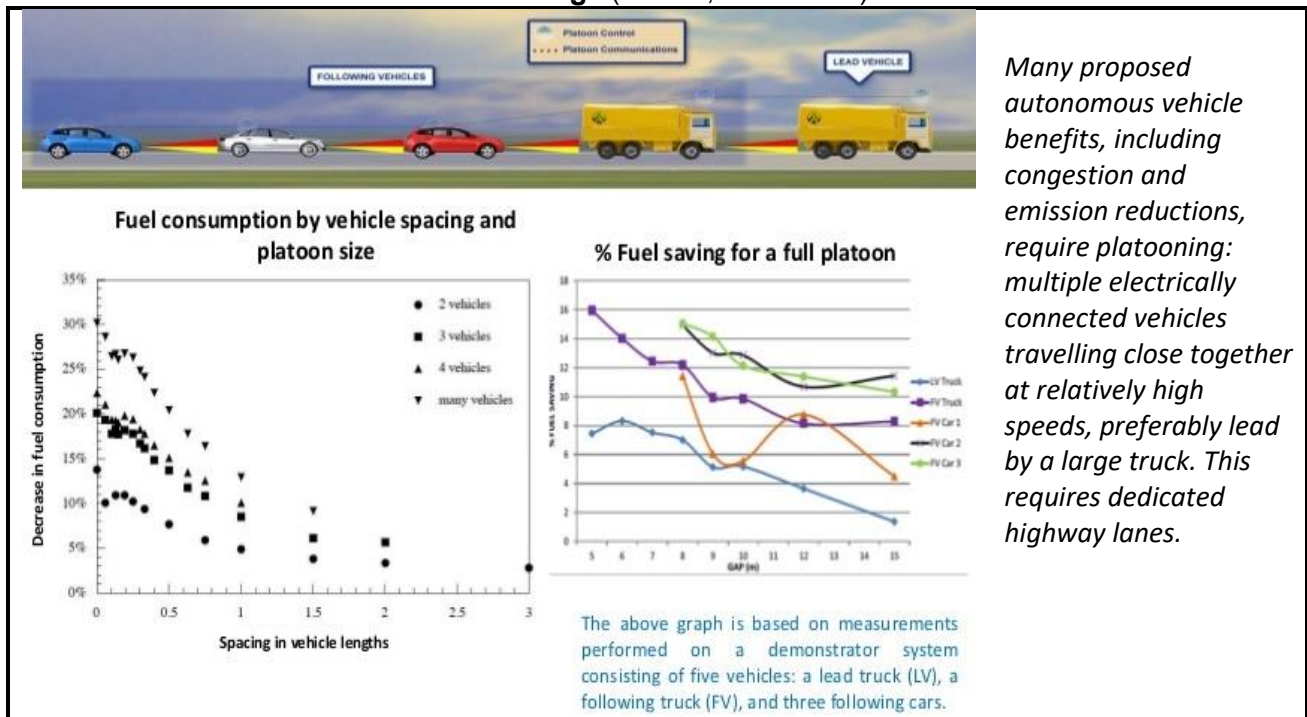 Platoon Control
Platoon Communications
FOLLOWING VEHICLES
LEAD VEHICLE
Many proposed
autonomous vehicle
benefits, including
congestion and
emission reductions,
require platooning:
multiple electrically
connected vehicles
travelling close together
at relatively high
speeds, preferably lead
by a large truck. This
requires dedicated
highway lanes.
Fuel consumption by vehicle spacing and
platoon size
35%
30%
25%
20%
15%
10%
5%
0%
Decrease in fuel consumption
2 vehicles
3 vehicles
4 vehicles
many vehicles
0 0.5 1 1.5 2 2.5 3
Spacing in vehicle lengths
% Fuel saving for a full platoon
18
16
14
12
10
8
6
4
2
0
% FUEL SAVING
LV Truck
FV Truck
FV Car 1
FV Car 2
FV Car 3
5 6 7 8 9 10 11 12 13 14 15
GAP (m)
The above graph is based on measurements
performed on a demonstrator system
consisting of five vehicles: a lead truck (LV), a
following truck (FV), and three following cars.